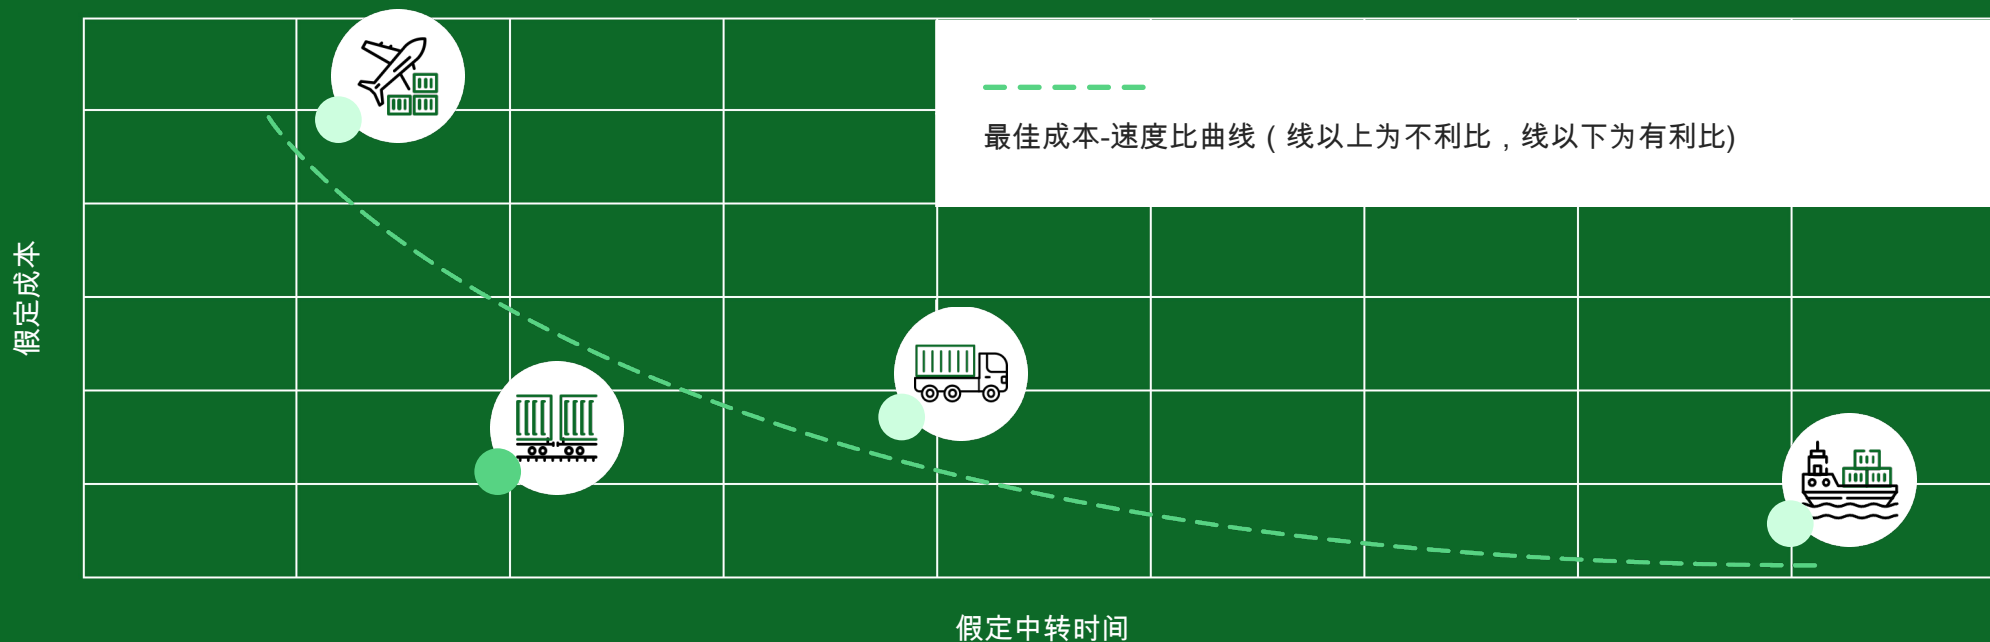 最佳成本-速度比曲线（线以上为不利比，线以下为有利比)
假定成本
假定中转时间